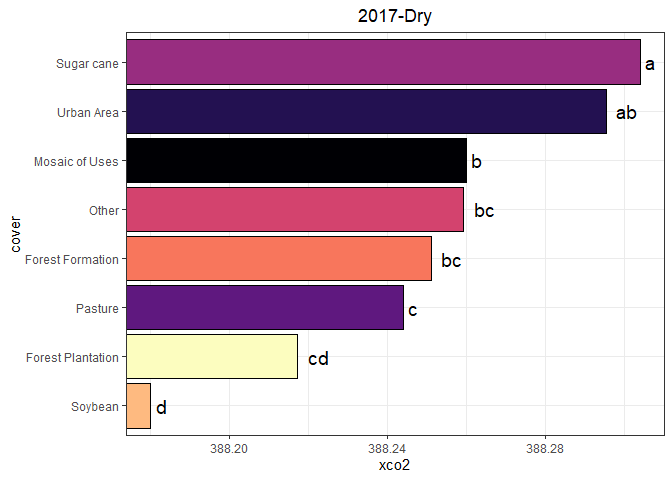 2017-Dry
cover
Sugar cane a
Urban Area ab
Mosaic of Uses b
Other bc
Forest Formation bc
Pasture c
Forest Plantation cd
Soybean d
388.20 388.24 388.28
xco2